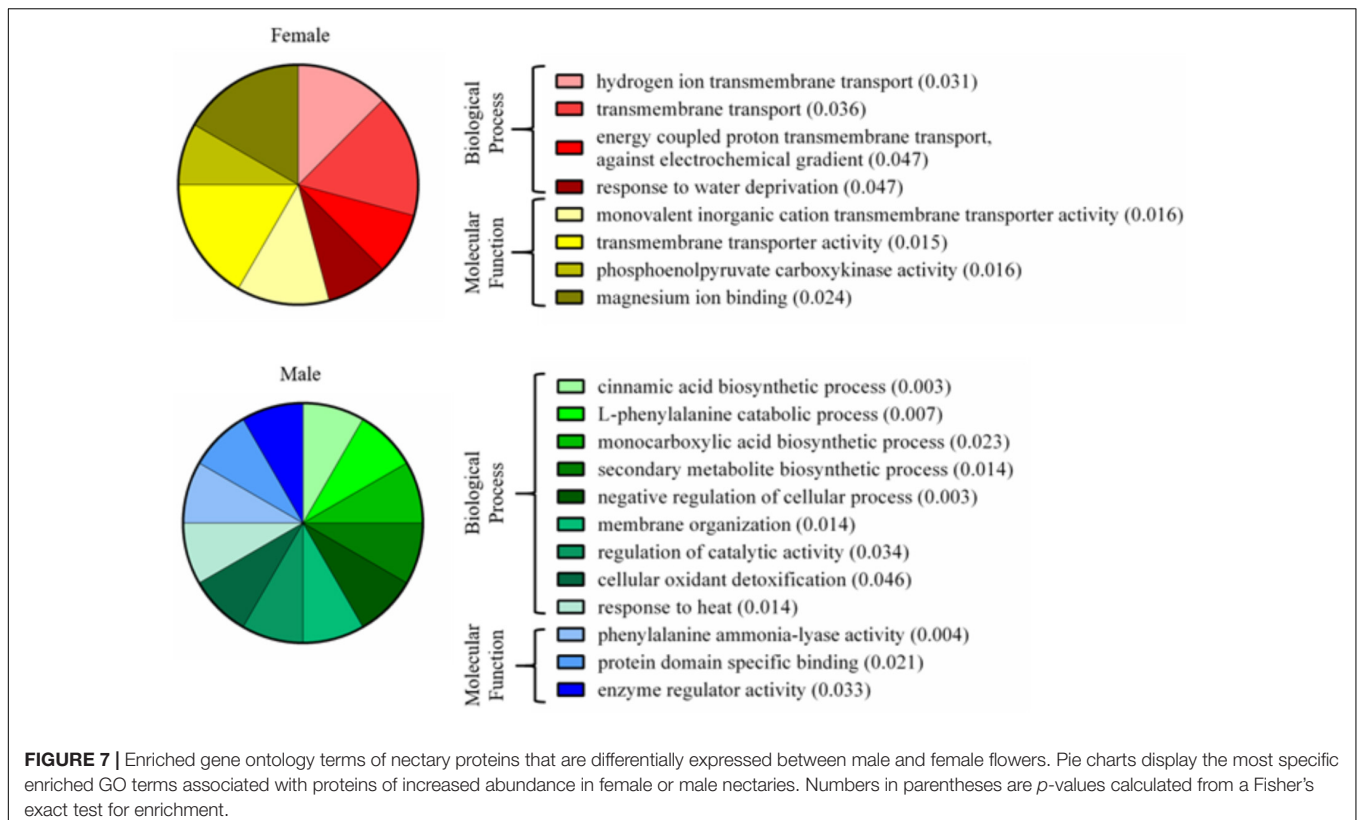 Female
Biological
Process
hydrogen ion transmembrane transport (0.031)
transmembrane transport (0.036)
energy coupled proton transmembrane transport,
against electrochemical gradient (0.047)
response to water deprivation (0.047)
Molecular
Function
monovalent inorganic cation transmembrane transporter activity (0.016)
transmembrane transporter activity (0.015)
phosphoenolpyruvate carboxykinase activity (0.016)
magnesium ion binding (0.024)
Male
Biological
Process
cinnamic acid biosynthetic process (0.003)
L-phenylalanine catabolic process (0.007)
monocarboxylic acid biosynthetic process (0.023)
secondary metabolite biosynthetic process (0.014)
negative regulation of cellular process (0.003)
membrane organization (0.014)
regulation of catalytic activity (0.034)
cellular oxidant detoxification (0.046)
response to heat (0.014)
Molecular
Function
phenylalanine ammonia-lyase activity (0.004)
protein domain specific binding (0.021)
enzyme regulator activity (0.033)
FIGURE 7 | Enriched gene ontology terms of nectary proteins that are differentially expressed between male and female flowers. Pie charts display the most specific
enriched GO terms associated with proteins of increased abundance in female or male nectaries. Numbers in parentheses are p-values calculated from a Fisher's
exact test for enrichment.